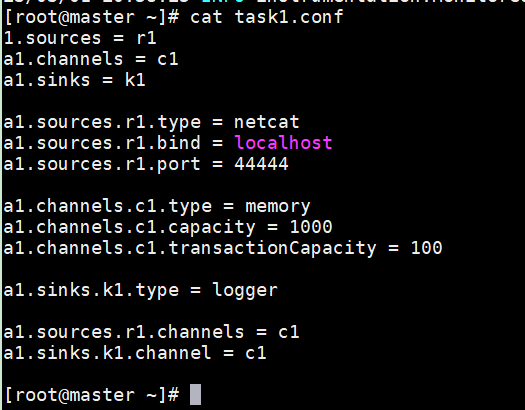 [root@master ~]# cat task1.conf
1.sources = r1
a1.channels = c1
a1.sinks = k1

a1.sources.r1.type = netcat
a1.sources.r1.bind = localhost
a1.sources.r1.port = 44444

a1.channels.c1.type = memory
a1.channels.c1.capacity = 1000
a1.channels.c1.transactionCapacity = 100

a1.sinks.k1.type = logger

a1.sources.r1.channels = c1
a1.sinks.k1.channel = c1

[root@master ~]#